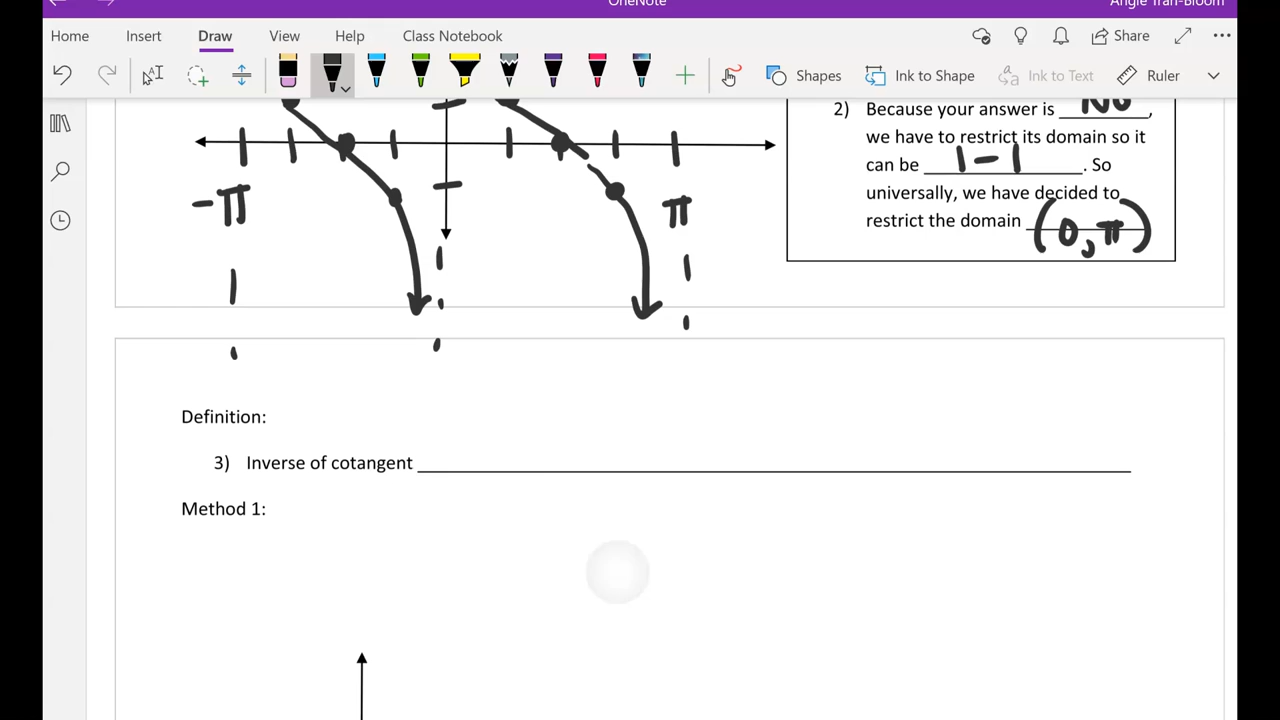 OneNote
Angie Tran-Bloom
Home Insert Draw View Help Class Notebook Share
Shapes Ink to Shape Ink to Text Ruler
2) Because your answer is No,
we have to restrict its domain so it
can be 1-1. So
universally, we have decided to
restrict the domain (0, π)
-π π
Definition:
3) Inverse of cotangent
Method 1: